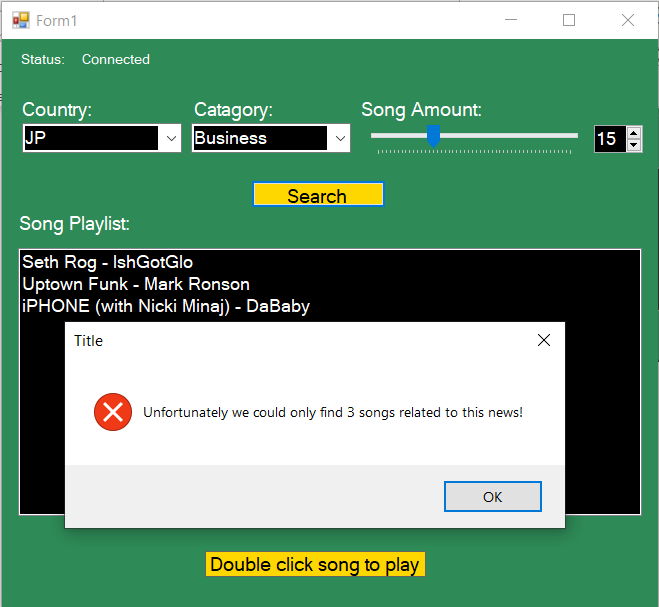 Form1
Status: Connected
Country: Catagory: Song Amount:
JP Business 15
Search
Song Playlist:
Seth Rog - IshGotGlo
Uptown Funk - Mark Ronson
iPHONE (with Nicki Minaj) - DaBaby
Title
Unfortunately we could only find 3 songs related to this news!
OK
Double click song to play